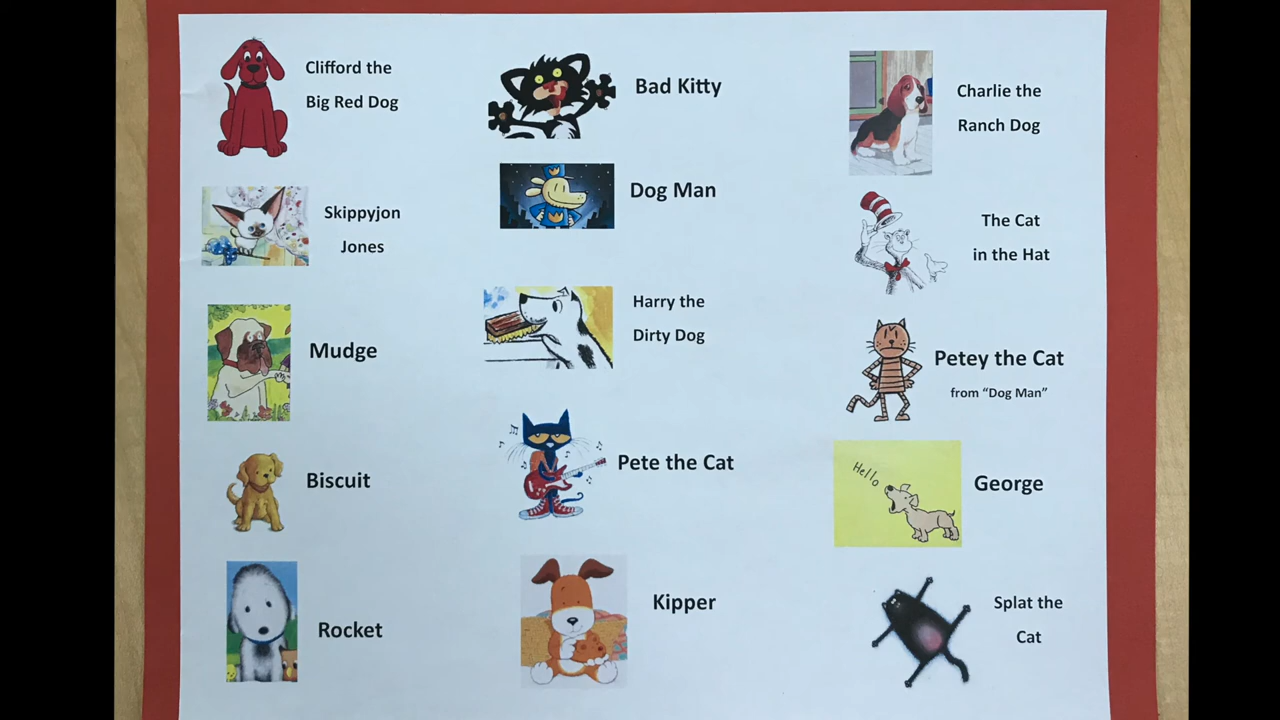 Clifford the
Big Red Dog
Skippyjon
Jones
Mudge
Biscuit
Rocket
Bad Kitty
Dog Man
Harry the
Dirty Dog
Pete the Cat
Kipper
Charlie the
Ranch Dog
The Cat
in the Hat
Petey the Cat
from “Dog Man”
Hello
George
Splat the
Cat